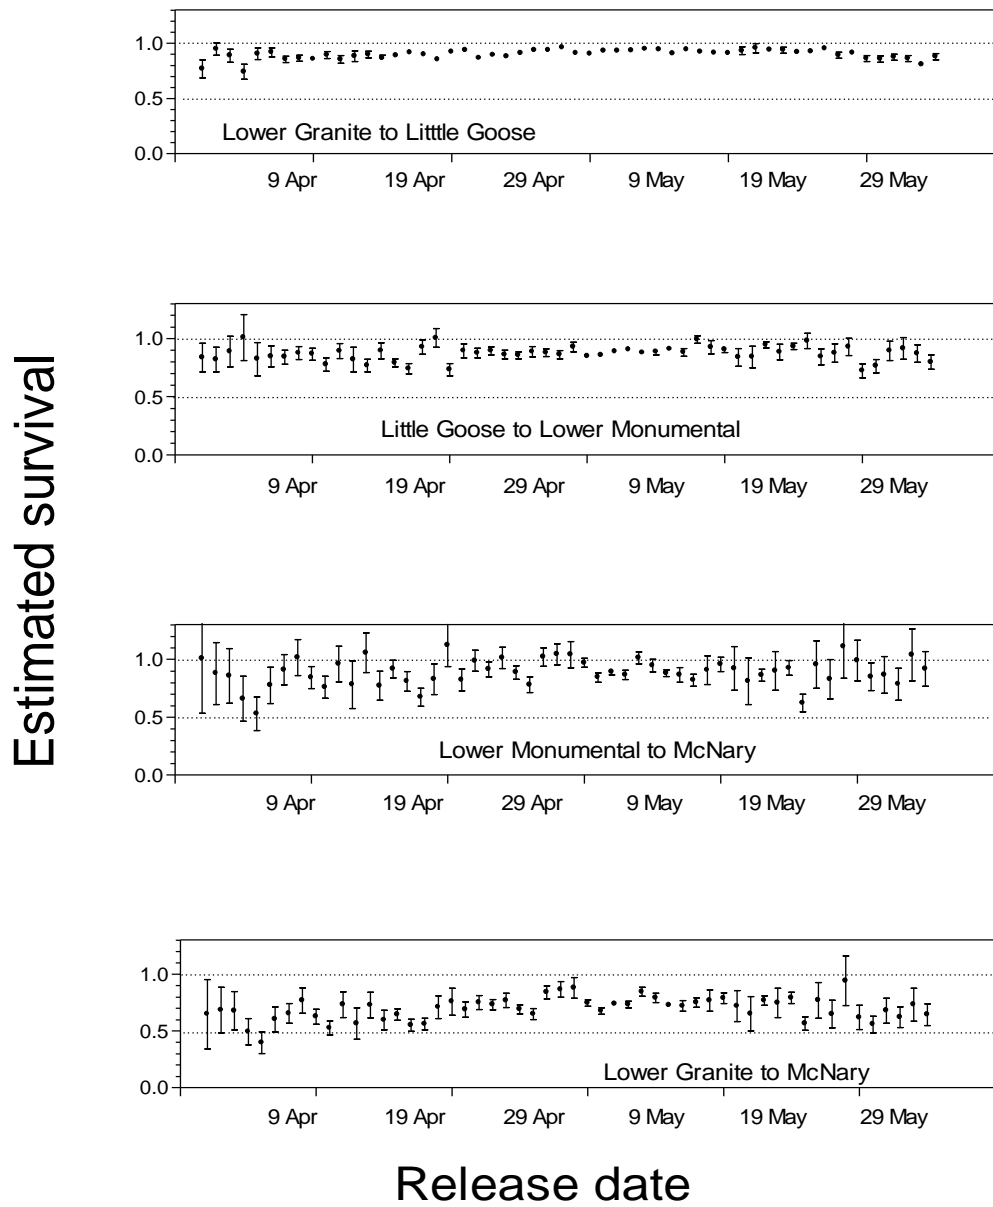 Estimated survival
1.0
0.5
0.0
Lower Granite to Litttle Goose
9 Apr 19 Apr 29 Apr 9 May 19 May 29 May
1.0
0.5
0.0
Little Goose to Lower Monumental
9 Apr 19 Apr 29 Apr 9 May 19 May 29 May
1.0
0.5
0.0
Lower Monumental to McNary
9 Apr 19 Apr 29 Apr 9 May 19 May 29 May
1.0
0.5
0.0
Lower Granite to McNary
9 Apr 19 Apr 29 Apr 9 May 19 May 29 May
Release date